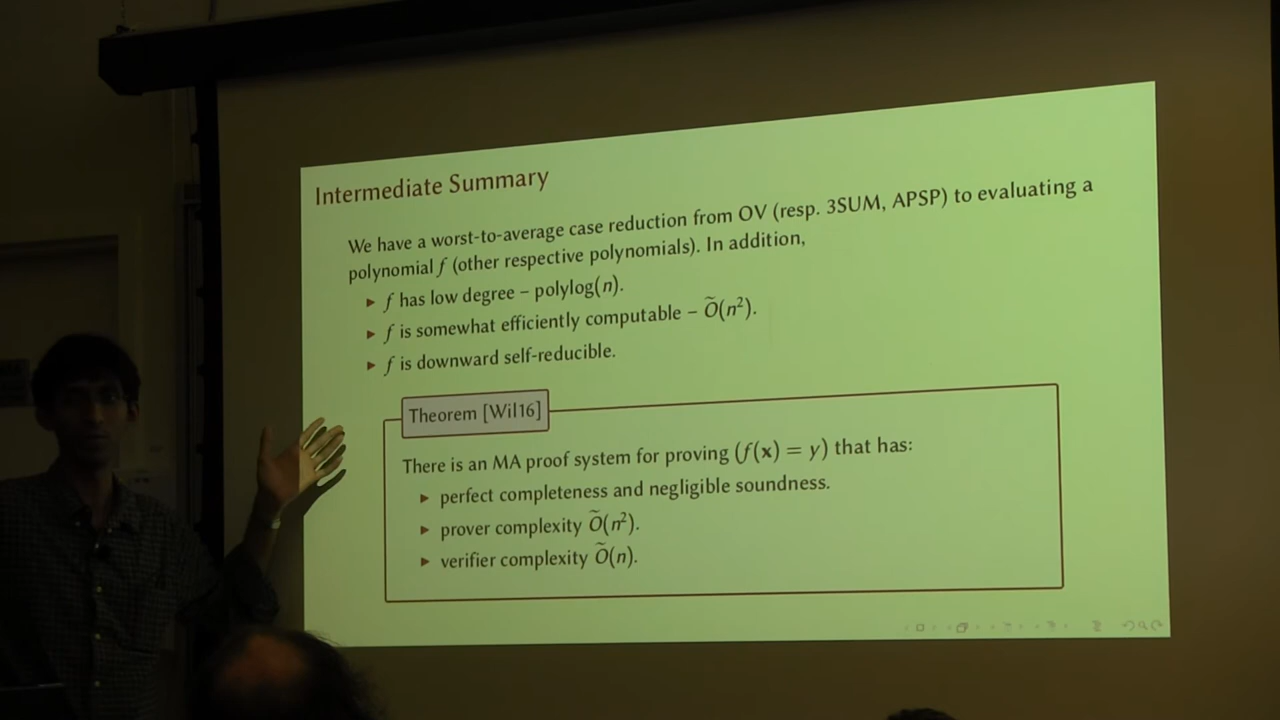 Intermediate Summary
We have a worst-to-average case reduction from OV (resp. 3SUM, APSP) to evaluating a
polynomial f (other respective polynomials). In addition,
▸ f has low degree – polylog(n).
▸ f is somewhat efficiently computable – Õ(n²).
▸ f is downward self-reducible.
Theorem [Wil16]
There is an MA proof system for proving (f(x) = y) that has:
▸ perfect completeness and negligible soundness.
▸ prover complexity Õ(n²).
▸ verifier complexity Õ(n).